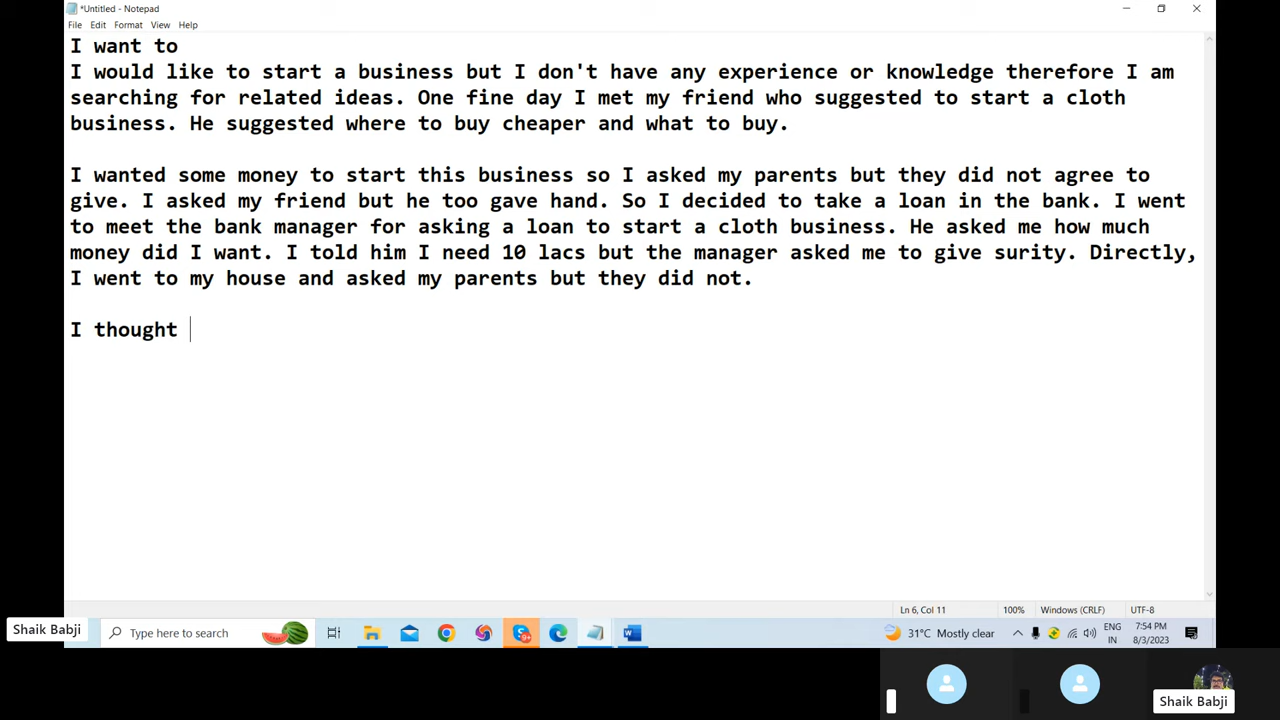 *Untitled - Notepad
File Edit Format View Help
I want to
I would like to start a business but I don't have any experience or knowledge therefore I am
searching for related ideas. One fine day I met my friend who suggested to start a cloth
business. He suggested where to buy cheaper and what to buy.
I wanted some money to start this business so I asked my parents but they did not agree to
give. I asked my friend but he too gave hand. So I decided to take a loan in the bank. I went
to meet the bank manager for asking a loan to start a cloth business. He asked me how much
money did I want. I told him I need 10 lacs but the manager asked me to give surity. Directly,
I went to my house and asked my parents but they did not.
I thought
Ln 6, Col 11 100% Windows (CRLF) UTF-8
Shaik Babji
Type here to search
31°C Mostly clear
ENG
IN
7:54 PM
8/3/2023
Shaik Babji